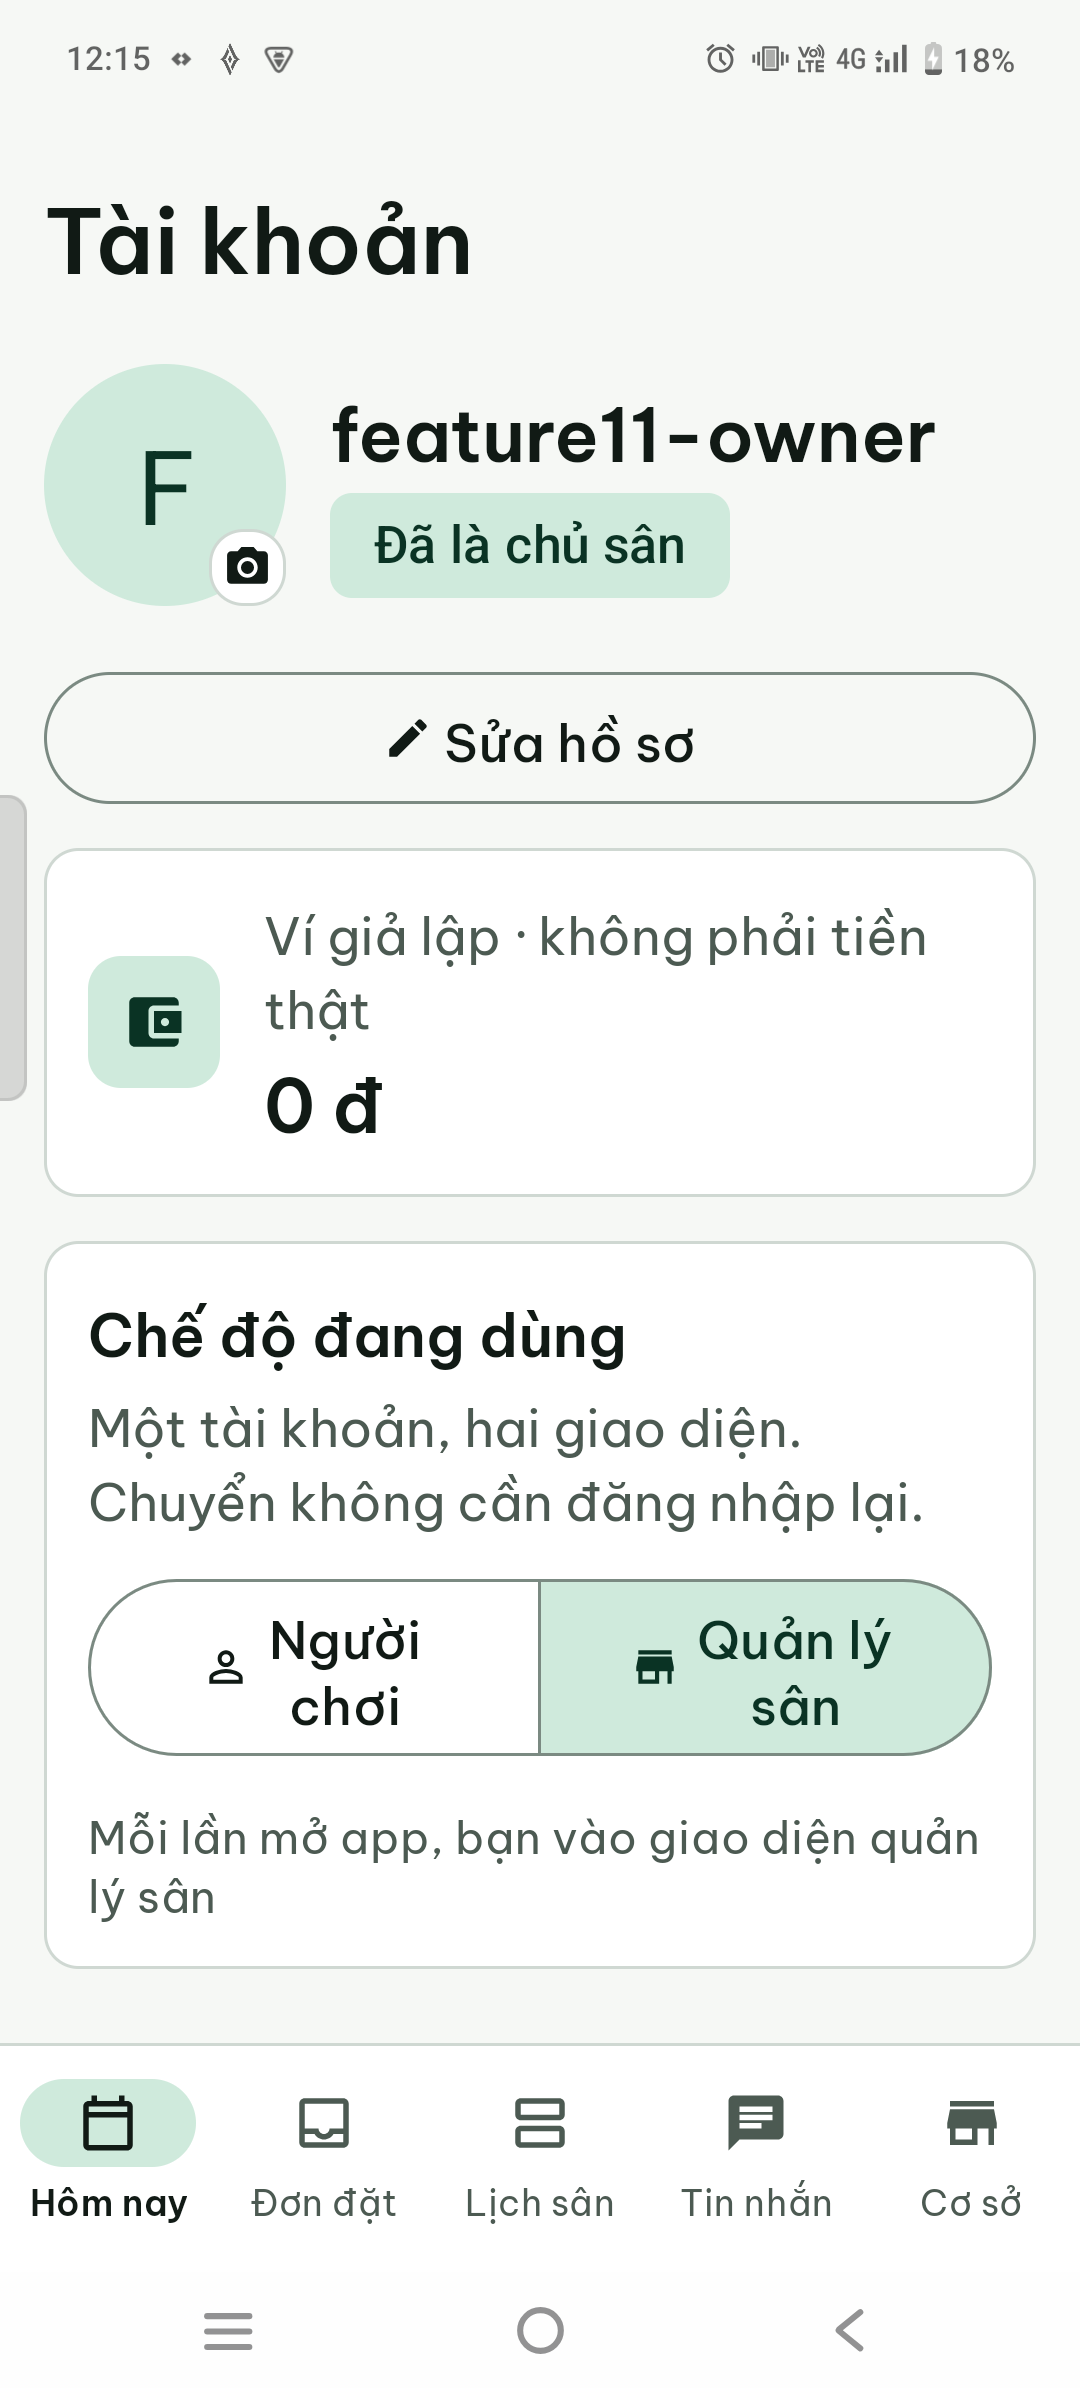 12:15
4G
18%
Tài khoản
F
feature11-owner
Đã là chủ sân
Sửa hồ sơ
Ví giả lập · không phải tiền
thật
0 đ
Chế độ đang dùng
Một tài khoản, hai giao diện.
Chuyển không cần đăng nhập lại.
Người
chơi
Quản lý
sân
Mỗi lần mở app, bạn vào giao diện quản
lý sân
Hôm nay
Đơn đặt
Lịch sân
Tin nhắn
Cơ sở